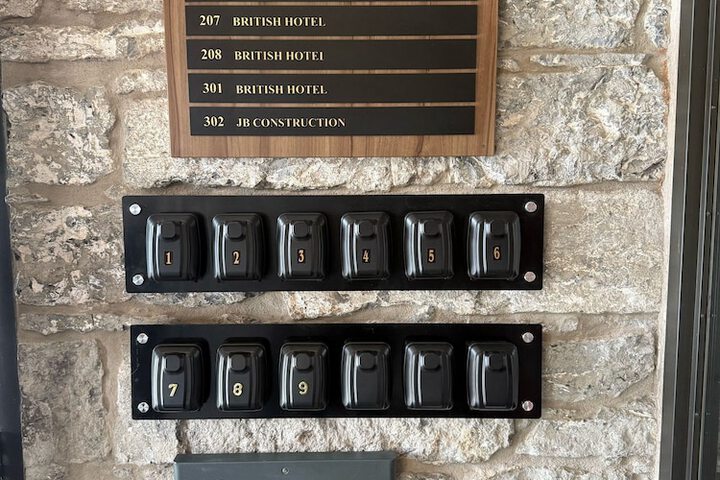 207 BRITISH HOTEL
208 BRITISH HOTEL
301 BRITISH HOTEL
302 JB CONSTRUCTION
1 2 3 4 5 6
7 8 9